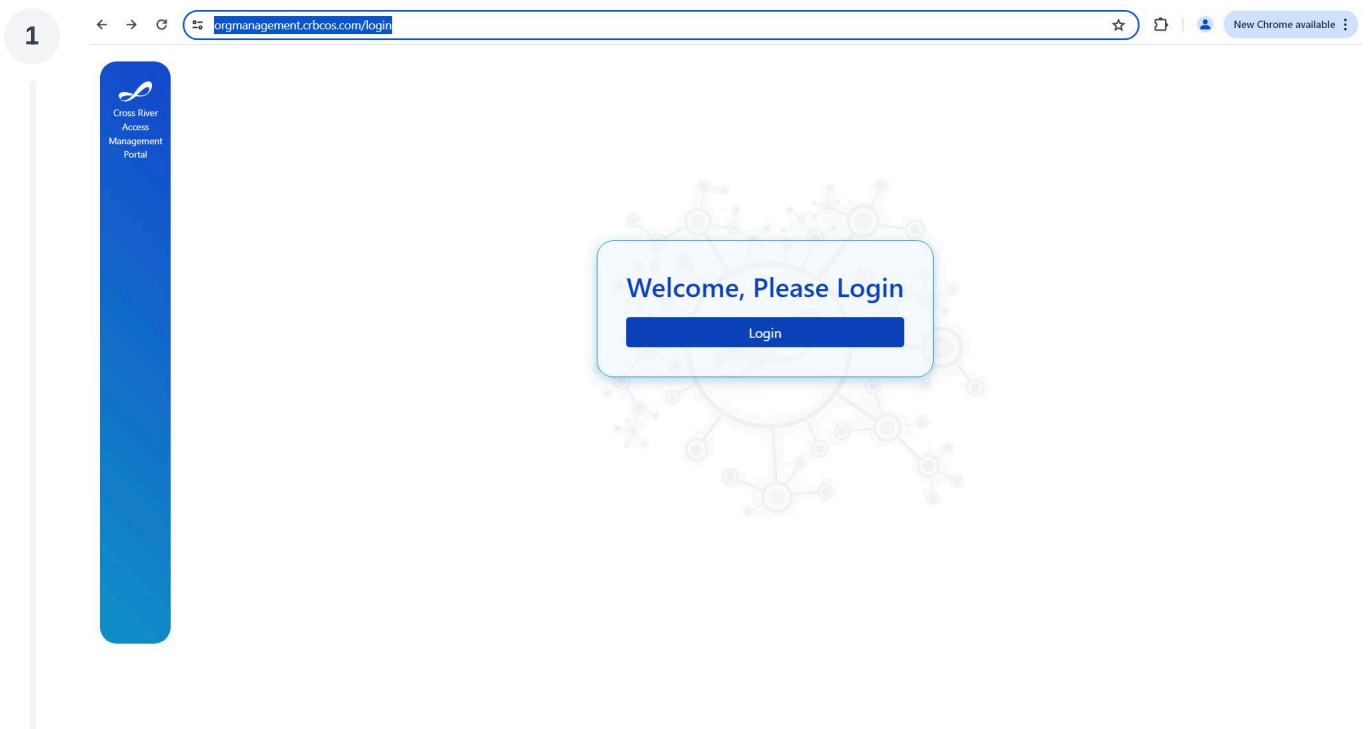 1
orgmanagement.crbcos.com/login
New Chrome available
Cross River
Access
Management
Portal
Welcome, Please Login
Login